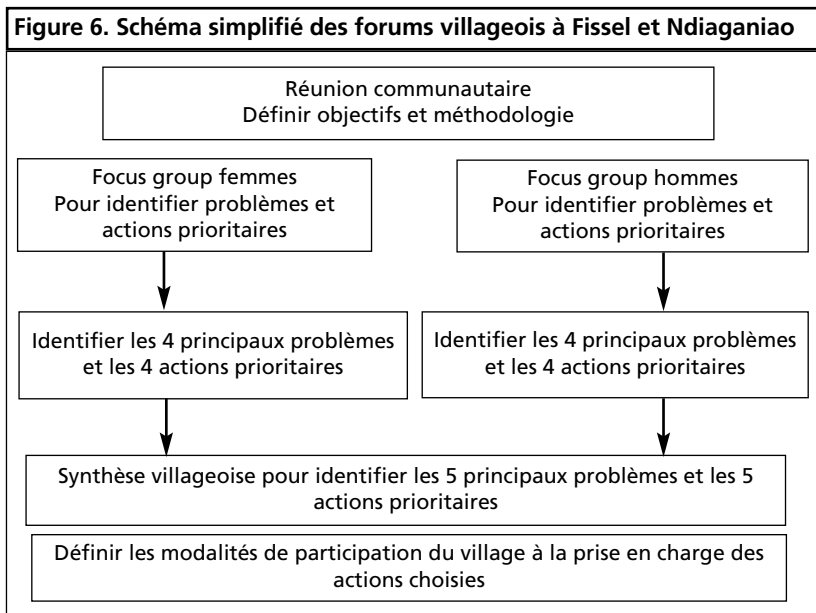 Figure 6. Schéma simplifié des forums villageois à Fissel et Ndiaganiao
Réunion communautaire
Définir objectifs et méthodologie
Focus group femmes
Pour identifier problèmes et
actions prioritaires
Focus group hommes
Pour identifier problèmes et
actions prioritaires
Identifier les 4 principaux problèmes
et les 4 actions prioritaires
Identifier les 4 principaux problèmes
et les 4 actions prioritaires
Synthèse villageoise pour identifier les 5 principaux problèmes et les 5
actions prioritaires
Définir les modalités de participation du village à la prise en charge des
actions choisies